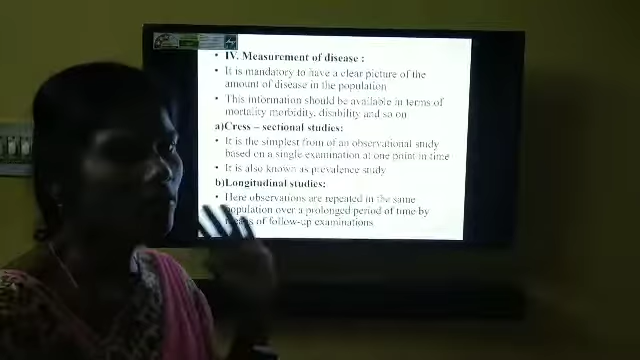 • IV. Measurement of disease :
• It is mandatory to have a clear picture of the
amount of disease in the population
• This information should be available in terms of
mortality morbidity, disability and so on
a)Cress – sectional studies:
• It is the simplest from of an observational study
based on a single examination at one point in time
• It is also known as prevalence study
b)Longitudinal studies:
• Here observations are repeated in the same
population over a prolonged period of time by
means of follow-up examinations